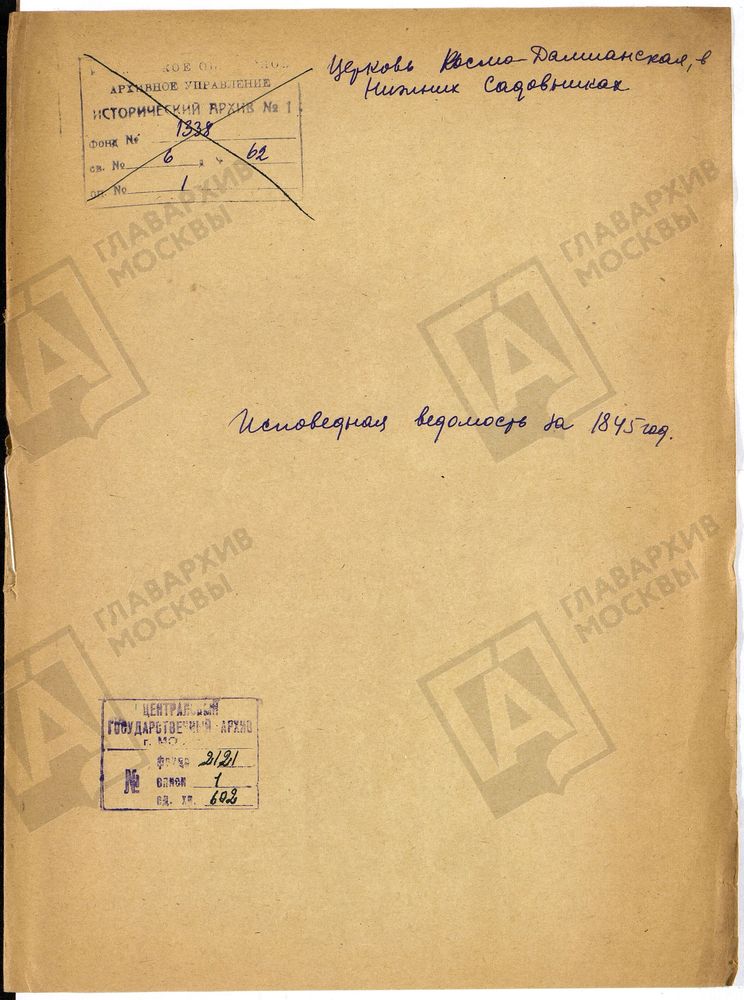 Церковь Космо-Дамианская, в
Нижних Садовниках
АРХИВНОЕ УПРАВЛЕНИЕ
ИСТОРИЧЕСКИЙ АРХИВ № 1
фонд № 1338
св. № 6 62
оп. № 1
ГЛАВАРХИВ
МОСКВЫ
ГЛАВАРХИВ
МОСКВЫ
Исповедная ведомость за 1845 год.
ГЛАВАРХИВ
МОСКВЫ
ГЛАВАРХИВ
МОСКВЫ
ЦЕНТРАЛЬНЫЙ
ГОСУДАРСТВЕННЫЙ АРХИВ
г.
фонд 2121
№ описи 1
ед. хр. 602